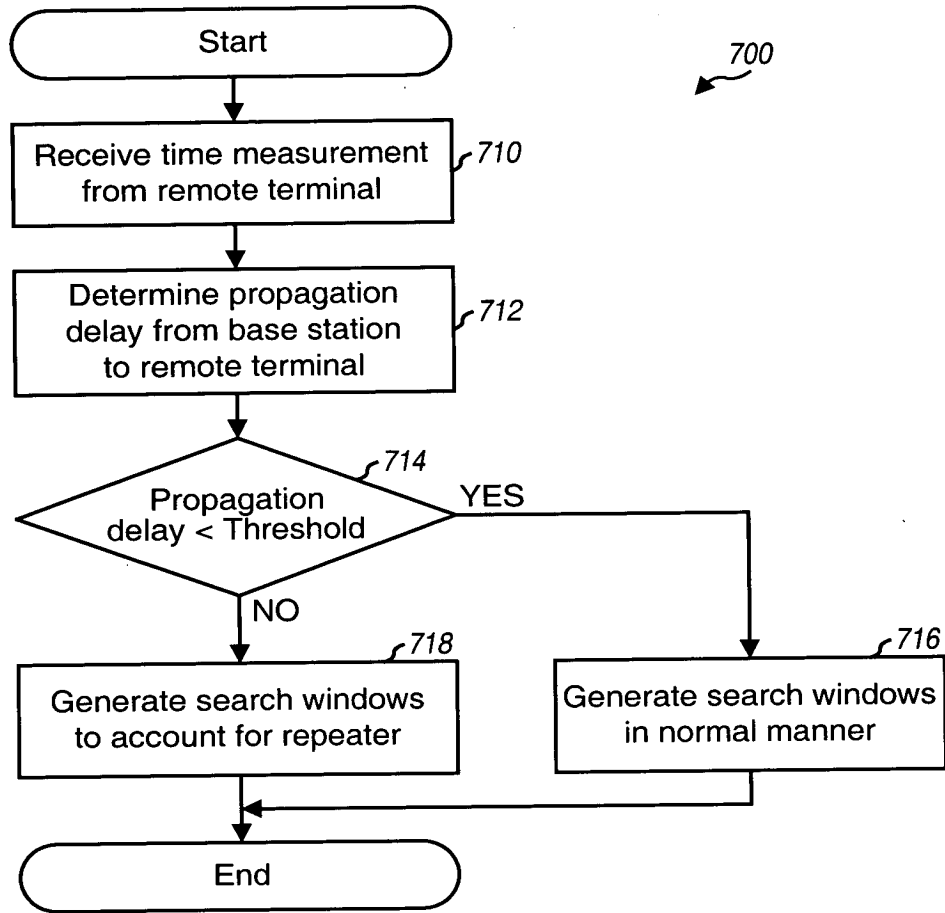 Start
700
Receive time measurement
from remote terminal
710
Determine propagation
delay from base station
to remote terminal
712
714
Propagation
delay < Threshold
YES
NO
718
Generate search windows
to account for repeater
716
Generate search windows
in normal manner
End